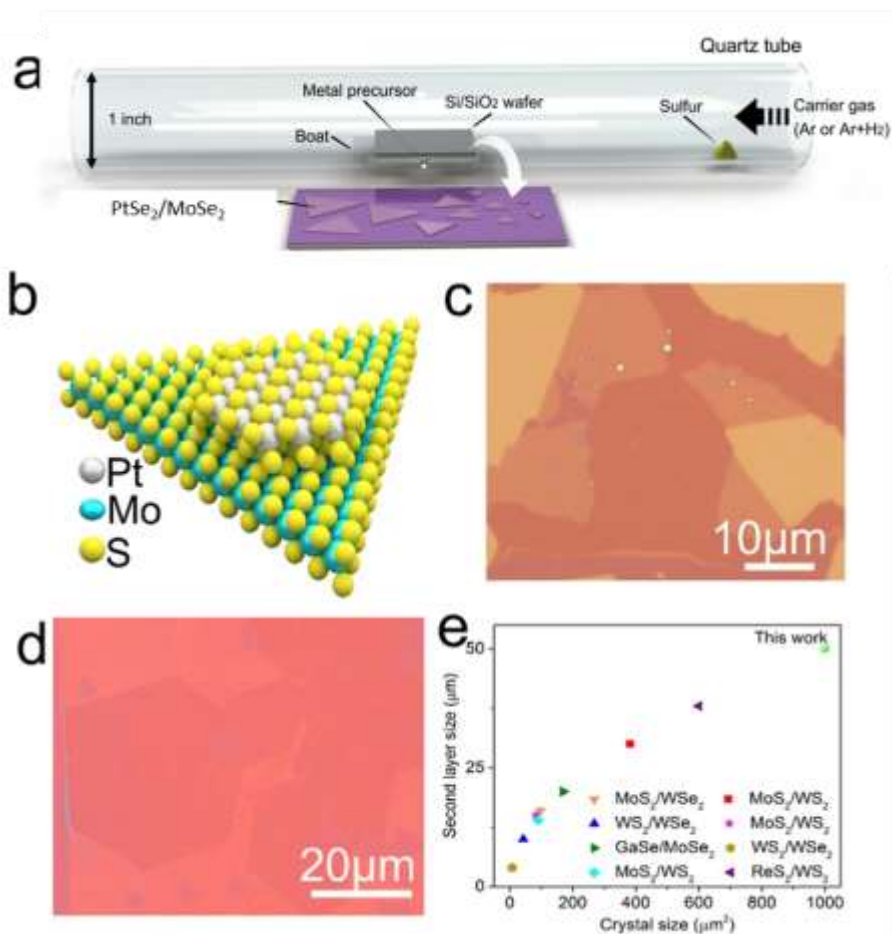 a
Quartz tube
1 inch
Metal precursor
Si/SiO2 wafer
Boat
Sulfur
Carrier gas
(Ar or Ar+H2)
PtSe2/MoSe2
b
Pt
Mo
S
c
10μm
d
20μm
e
This work
50
25
0
Second layer size (μm)
MoS2/WSe2
WS2/WSe2
GaSe/MoSe2
MoS2/WS2
MoS2/WS2
MoS2/WS2
WS2/WSe2
ReS2/WS2
0 200 400 600 800 1000
Crystal size (μm²)